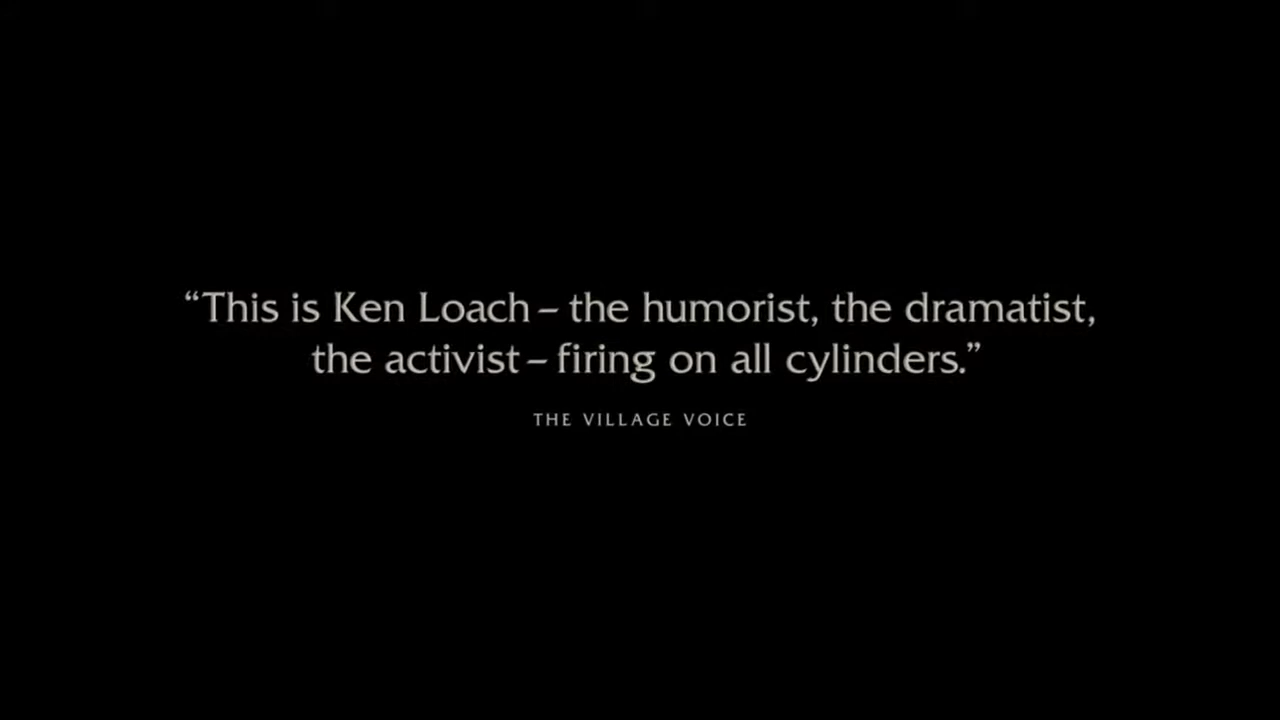 “This is Ken Loach – the humorist, the dramatist,
the activist – firing on all cylinders.”
THE VILLAGE VOICE